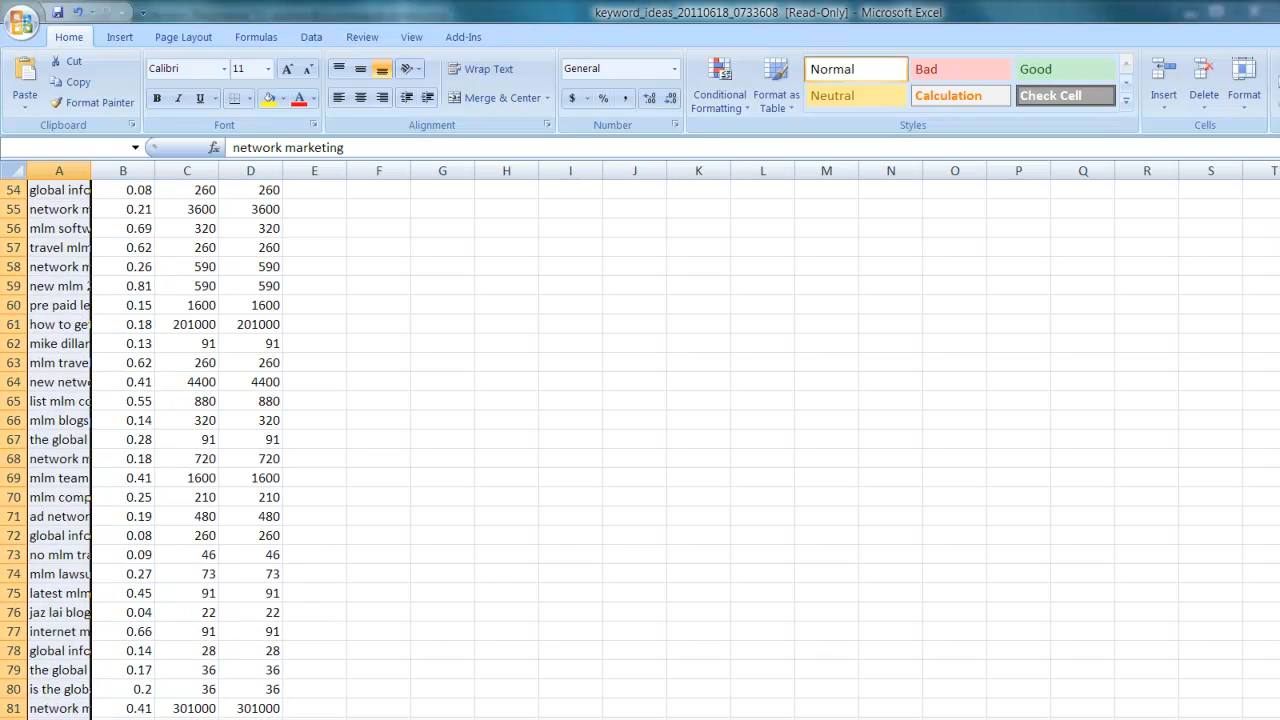 keyword_ideas_20110618_0733608 [Read-Only] - Microsoft Excel
Home Insert Page Layout Formulas Data Review View Add-Ins
Paste
Cut
Copy
Format Painter
Clipboard
Calibri 11
B I U
A
Font
Wrap Text
Merge & Center
Alignment
General
$ % ,
Number
Conditional Formatting
Format as Table
Normal Bad Good
Neutral Calculation Check Cell
Styles
Insert Delete Format
Cells
fx network marketing
A B C D E F G H I J K L M N O P Q R S T
54 global info 0.08 260 260
55 network m 0.21 3600 3600
56 mlm softw 0.69 320 320
57 travel mlm 0.62 260 260
58 network m 0.26 590 590
59 new mlm 2 0.81 590 590
60 pre paid le 0.15 1600 1600
61 how to ge 0.18 201000 201000
62 mike dillar 0.13 91 91
63 mlm trave 0.62 260 260
64 new netw 0.41 4400 4400
65 list mlm co 0.55 880 880
66 mlm blogs 0.14 320 320
67 the global 0.28 91 91
68 network m 0.18 720 720
69 mlm team 0.41 1600 1600
70 mlm comp 0.25 210 210
71 ad networ 0.19 480 480
72 global info 0.08 260 260
73 no mlm tra 0.09 46 46
74 mlm lawsu 0.27 73 73
75 latest mlm 0.45 91 91
76 jaz lai blog 0.04 22 22
77 internet m 0.66 91 91
78 global info 0.14 28 28
79 the global 0.17 36 36
80 is the glob 0.2 36 36
81 network m 0.41 301000 301000